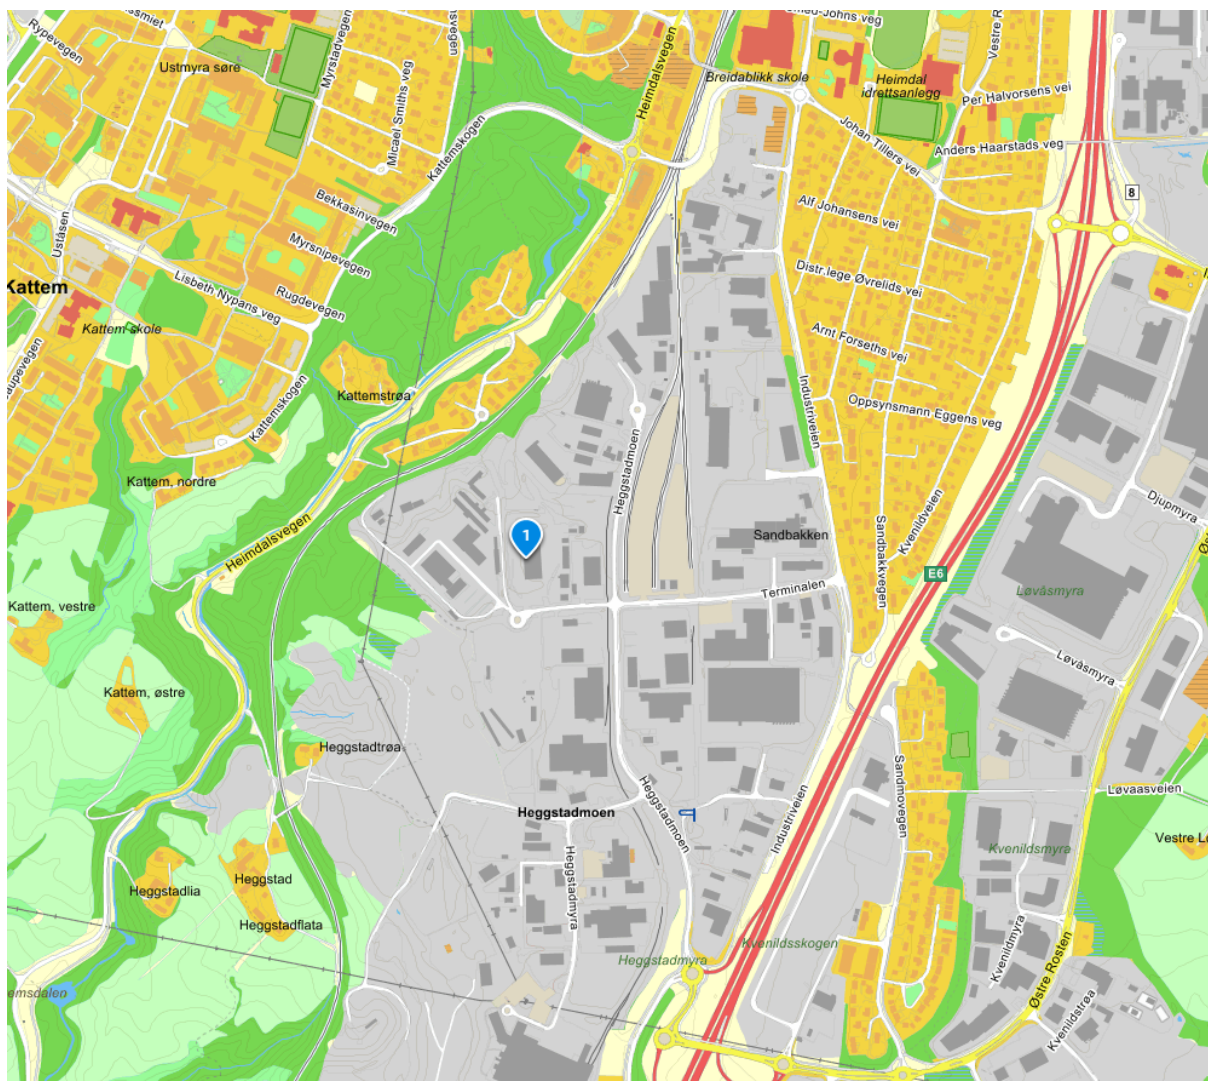 Rypevegen
Ustmyra søre
Myrstadvegen
Micael Smiths veg
Heimdalsvegen
Breidablikk skole
Heimdal
idrettsanlegg
Per Halvorsens vei
Johan Tillers vei
Anders Haarstads veg
Kattemskogen
Bekkasinvegen
Myrsnipevegen
Rugdevegen
Uståsen
Lisbeth Nypans veg
Kattem
Kattem skole
8
Alf Johansens vei
Distr.lege Øvrelids vei
Arnt Forseths vei
Oppsynsmann Eggens veg
Industriveien
Kattemstrøa
Kattemskogen
Heggstadmoen
Kattem, nordre
Djupmyra
Kvenildveien
Sandbakkvegen
Sandbakken
1
Heimdalsvegen
E6
Terminalen
Løvåsmyra
Kattem, vestre
Løvåsmyra
Kattem, østre
Heggstadtrøa
Sandmovegen
Heggstadmoen
Industriveien
Løvaasveien
Heggstadmoen
Kvenildsmyra
Heggstadmyra
Heggstadlia
Heggstad
Heggstadflata
Kvenildsskogen
Kvenildmyra
Heggstadmyra
Østre Rosten
Kvenildstrøa